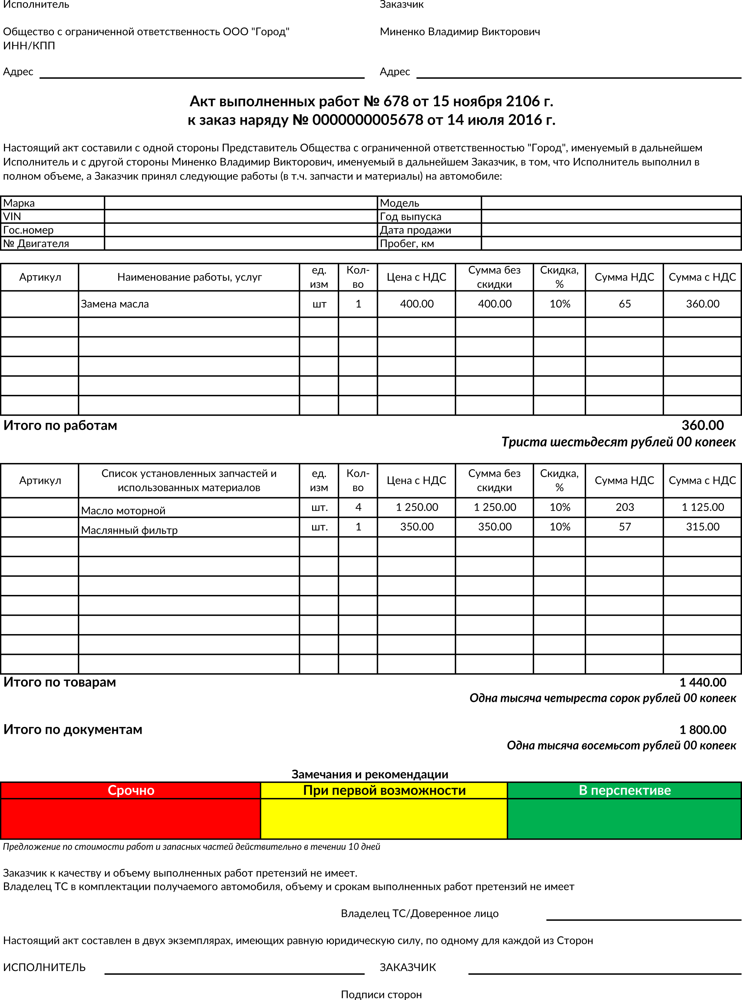 Исполнитель Заказчик
Общество с ограниченной ответственность ООО "Город" Миненко Владимир Викторович
ИНН/КПП
Адрес Адрес
Акт выполненных работ № 678 от 15 ноября 2106 г.
к заказ наряду № 0000000005678 от 14 июля 2016 г.
Настоящий акт составили с одной стороны Представитель Общества с ограниченной ответственностью "Город", именуемый в дальнейшем
Исполнитель и с другой стороны Миненко Владимир Викторович, именуемый в дальнейшем Заказчик, в том, что Исполнитель выполнил в
полном объеме, а Заказчик принял следующие работы (в т.ч. запчасти и материалы) на автомобиле:
Марка Модель
VIN Год выпуска
Гос.номер Дата продажи
№ Двигателя Пробег, км
Артикул Наименование работы, услуг ед. изм Кол-во Цена с НДС Сумма без скидки Скидка, % Сумма НДС Сумма с НДС
Замена масла шт 1 400.00 400.00 10% 65 360.00
Итого по работам 360.00
Триста шестьдесят рублей 00 копеек
Артикул Список установленных запчастей и использованных материалов ед. изм Кол-во Цена с НДС Сумма без скидки Скидка, % Сумма НДС Сумма с НДС
Масло моторной шт. 4 1 250.00 1 250.00 10% 203 1 125.00
Маслянный фильтр шт. 1 350.00 350.00 10% 57 315.00
Итого по товарам 1 440.00
Одна тысяча четыреста сорок рублей 00 копеек
Итого по документам 1 800.00
Одна тысяча восемьсот рублей 00 копеек
Замечания и рекомендации
Срочно При первой возможности В перспективе
Предложение по стоимости работ и запасных частей действительно в течении 10 дней
Заказчик к качеству и объему выполненных работ претензий не имеет.
Владелец ТС в комплектации получаемого автомобиля, объему и срокам выполненных работ претензий не имеет
Владелец ТС/Доверенное лицо
Настоящий акт составлен в двух экземплярах, имеющих равную юридическую силу, по одному для каждой из Сторон
ИСПОЛНИТЕЛЬ ЗАКАЗЧИК
Подписи сторон